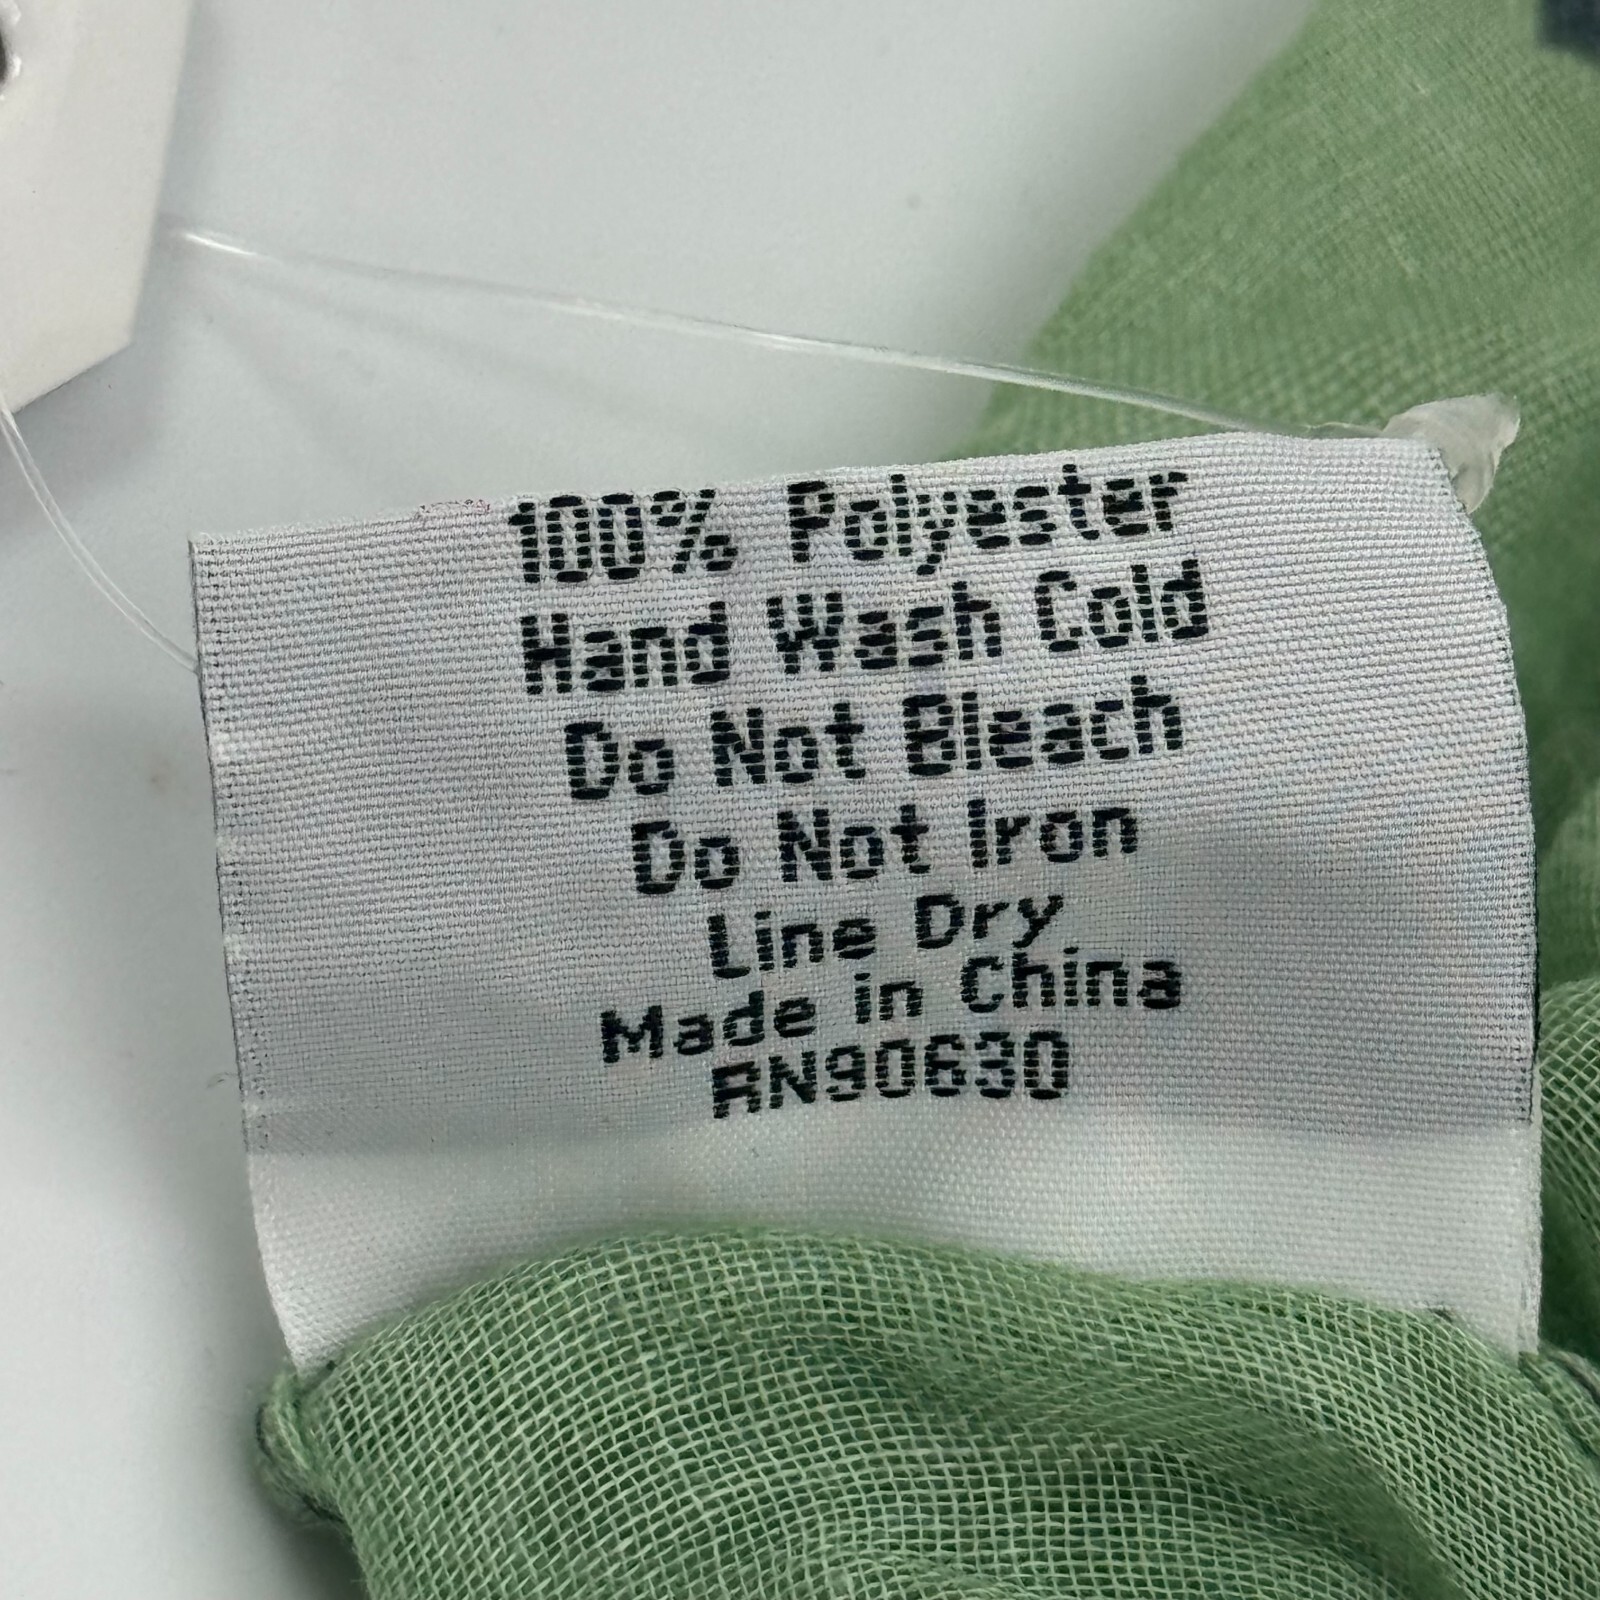 100% Polyester
Hand Wash Cold
Do Not Bleach
Do Not Iron
Line Dry
Made in China
RN90630